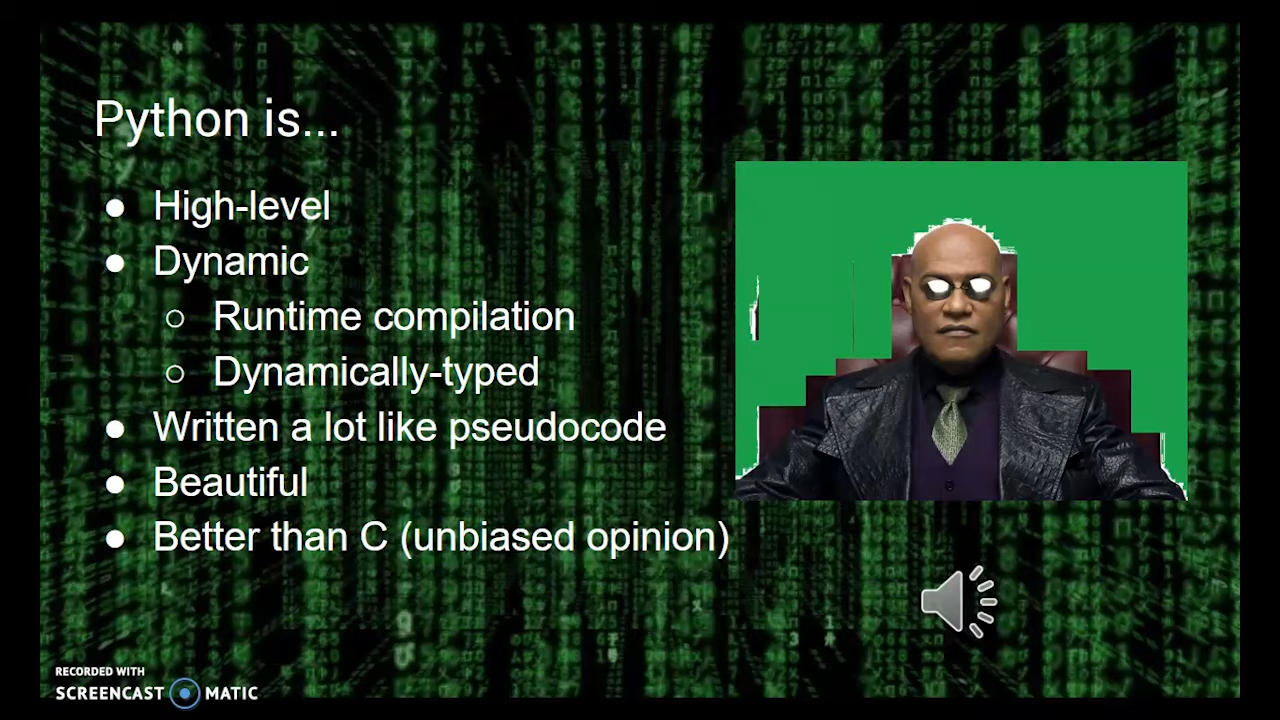 Python is...
● High-level
● Dynamic
○ Runtime compilation
○ Dynamically-typed
● Written a lot like pseudocode
● Beautiful
● Better than C (unbiased opinion)
RECORDED WITH
SCREENCAST MATIC